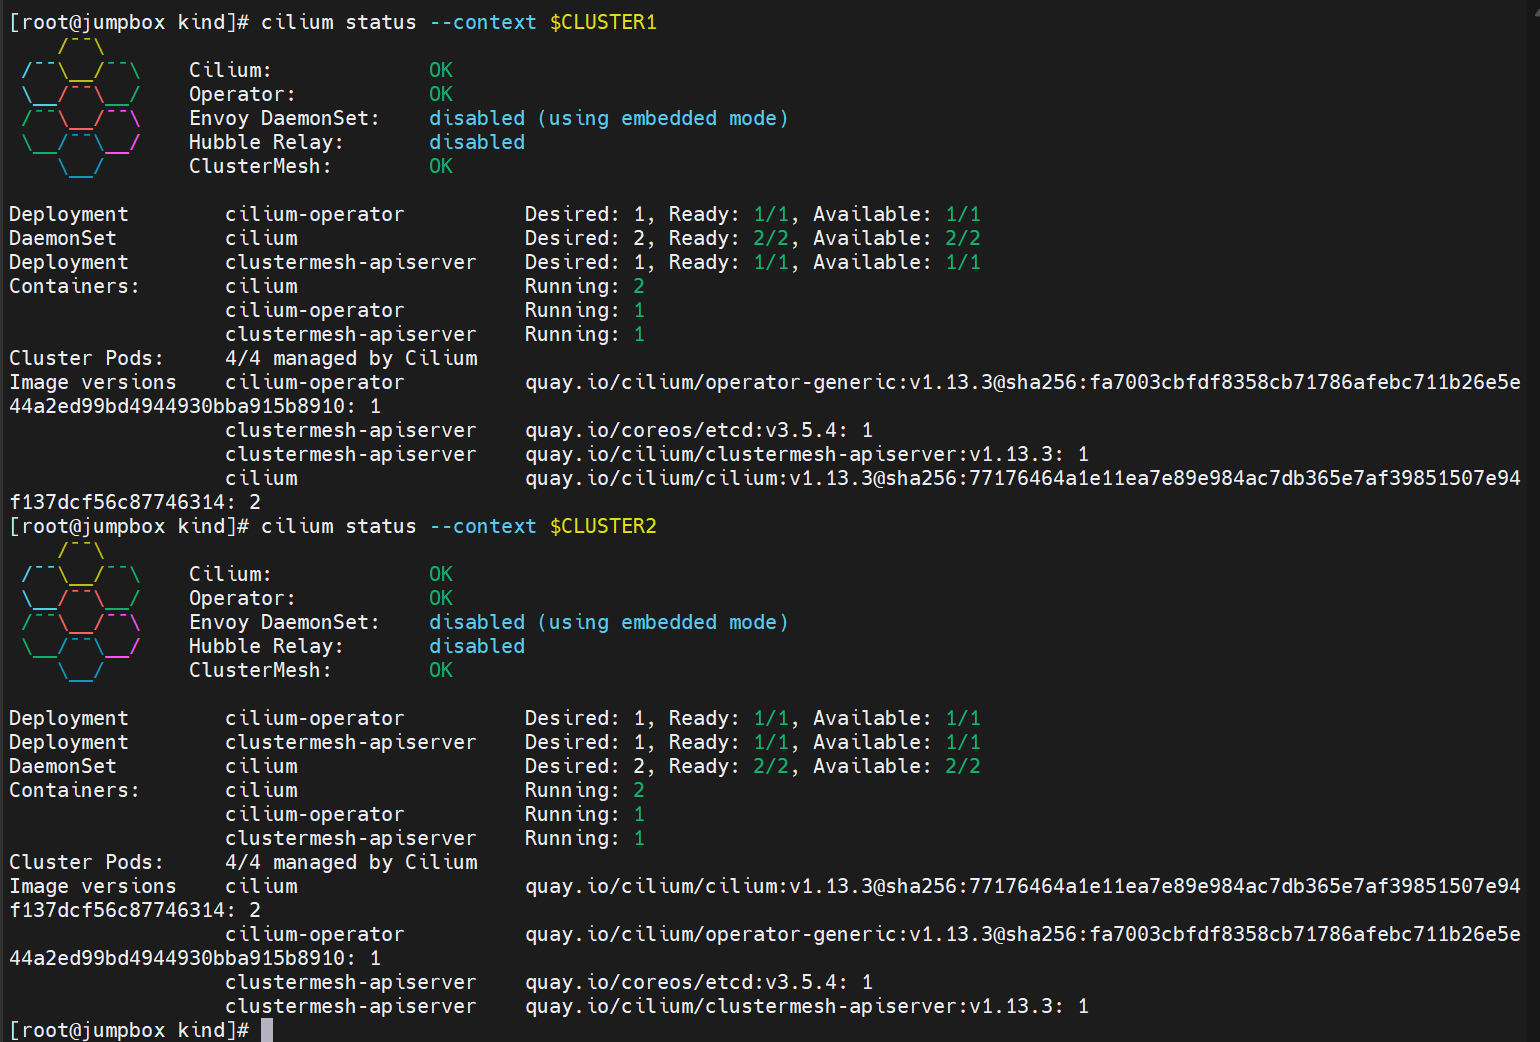 [root@jumpbox kind]# cilium status --context $CLUSTER1
    /¯¯\
 /¯¯\__/¯¯\    Cilium:             OK
 \__/¯¯\__/    Operator:           OK
 /¯¯\__/¯¯\    Envoy DaemonSet:    disabled (using embedded mode)
 \__/¯¯\__/    Hubble Relay:       disabled
    \__/       ClusterMesh:        OK

Deployment        cilium-operator          Desired: 1, Ready: 1/1, Available: 1/1
DaemonSet         cilium                   Desired: 2, Ready: 2/2, Available: 2/2
Deployment        clustermesh-apiserver    Desired: 1, Ready: 1/1, Available: 1/1
Containers:       cilium                   Running: 2
                  cilium-operator          Running: 1
                  clustermesh-apiserver    Running: 1
Cluster Pods:     4/4 managed by Cilium
Image versions    cilium-operator          quay.io/cilium/operator-generic:v1.13.3@sha256:fa7003cbfdf8358cb71786afebc711b26e5e
44a2ed99bd4944930bba915b8910: 1
                  clustermesh-apiserver    quay.io/coreos/etcd:v3.5.4: 1
                  clustermesh-apiserver    quay.io/cilium/clustermesh-apiserver:v1.13.3: 1
                  cilium                   quay.io/cilium/cilium:v1.13.3@sha256:77176464a1e11ea7e89e984ac7db365e7af39851507e94
f137dcf56c87746314: 2
[root@jumpbox kind]# cilium status --context $CLUSTER2
    /¯¯\
 /¯¯\__/¯¯\    Cilium:             OK
 \__/¯¯\__/    Operator:           OK
 /¯¯\__/¯¯\    Envoy DaemonSet:    disabled (using embedded mode)
 \__/¯¯\__/    Hubble Relay:       disabled
    \__/       ClusterMesh:        OK

Deployment        cilium-operator          Desired: 1, Ready: 1/1, Available: 1/1
Deployment        clustermesh-apiserver    Desired: 1, Ready: 1/1, Available: 1/1
DaemonSet         cilium                   Desired: 2, Ready: 2/2, Available: 2/2
Containers:       cilium                   Running: 2
                  cilium-operator          Running: 1
                  clustermesh-apiserver    Running: 1
Cluster Pods:     4/4 managed by Cilium
Image versions    cilium                   quay.io/cilium/cilium:v1.13.3@sha256:77176464a1e11ea7e89e984ac7db365e7af39851507e94
f137dcf56c87746314: 2
                  cilium-operator          quay.io/cilium/operator-generic:v1.13.3@sha256:fa7003cbfdf8358cb71786afebc711b26e5e
44a2ed99bd4944930bba915b8910: 1
                  clustermesh-apiserver    quay.io/coreos/etcd:v3.5.4: 1
                  clustermesh-apiserver    quay.io/cilium/clustermesh-apiserver:v1.13.3: 1
[root@jumpbox kind]#